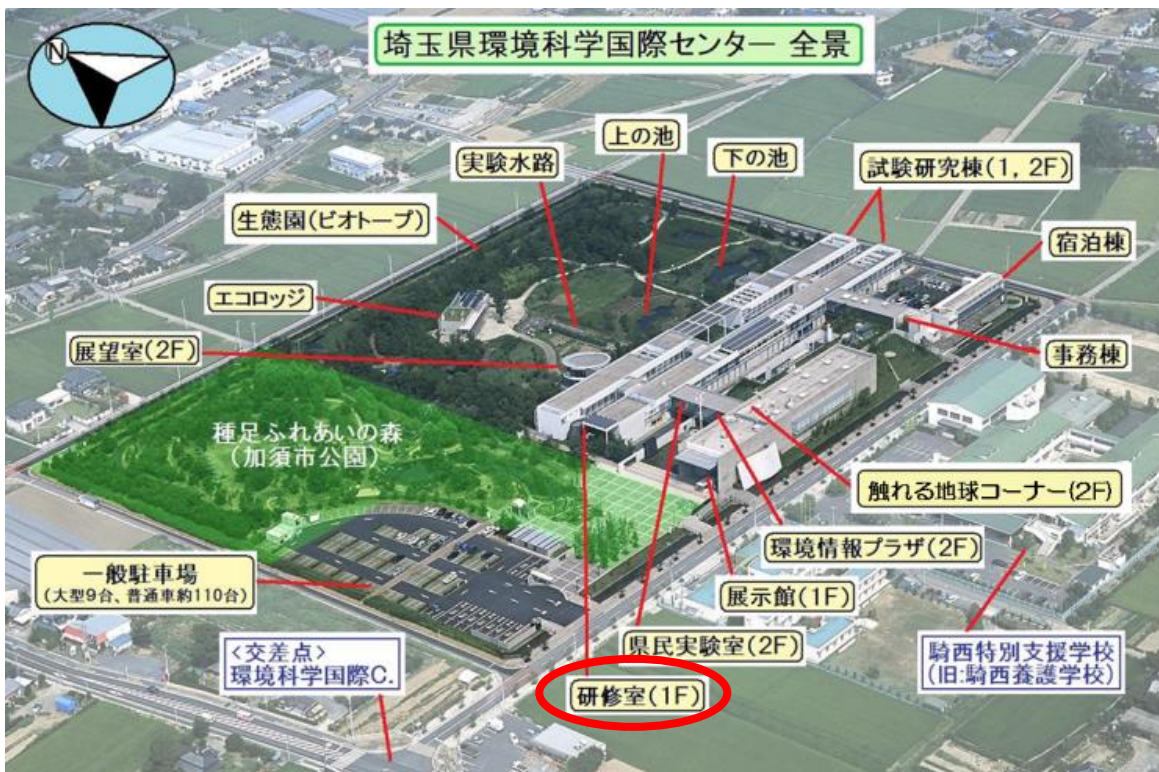 N
埼玉県環境科学国際センター 全景
上の池
実験水路
下の池
試験研究棟(1, 2F)
生態園(ビオトープ)
宿泊棟
エコロッジ
展望室(2F)
事務棟
種足ふれあいの森
(加須市公園)
触れる地球コーナー(2F)
環境情報プラザ(2F)
一般駐車場
(大型9台、普通車約110台)
展示館(1F)
県民実験室(2F)
<交差点>
環境科学国際C.
騎西特別支援学校
(旧:騎西養護学校)
研修室(1F)